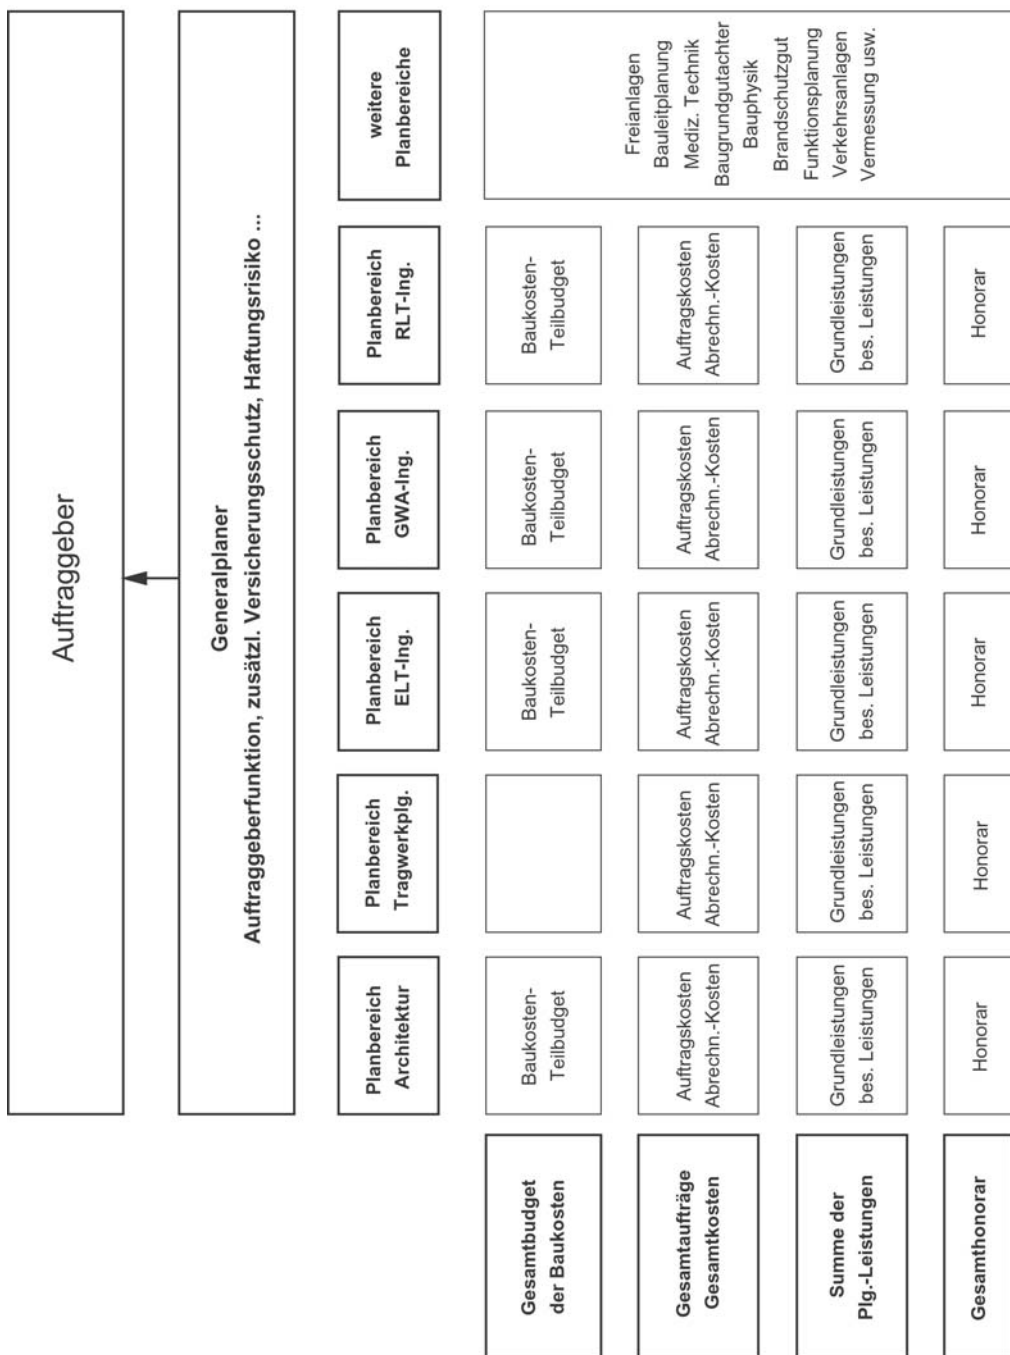 Auftraggeber
Generalplaner
Auftraggeberfunktion, zusätzl. Versicherungsschutz, Haftungsrisiko ...
Planbereich
Architektur
Planbereich
Tragwerkplg.
Planbereich
ELT-Ing.
Planbereich
GWA-Ing.
Planbereich
RLT-Ing.
weitere
Planbereiche
Gesamtbudget
der Baukosten
Baukosten-
Teilbudget
Baukosten-
Teilbudget
Baukosten-
Teilbudget
Baukosten-
Teilbudget
Gesamtaufträge
Gesamtkosten
Auftragskosten
Abrechn.-Kosten
Auftragskosten
Abrechn.-Kosten
Auftragskosten
Abrechn.-Kosten
Auftragskosten
Abrechn.-Kosten
Auftragskosten
Abrechn.-Kosten
Summe der
Plg.-Leistungen
Grundleistungen
bes. Leistungen
Grundleistungen
bes. Leistungen
Grundleistungen
bes. Leistungen
Grundleistungen
bes. Leistungen
Grundleistungen
bes. Leistungen
Gesamthonorar
Honorar
Honorar
Honorar
Honorar
Honorar
Freianlagen
Bauleitplanung
Mediz. Technik
Baugrundgutachter
Bauphysik
Brandschutzgut
Funktionsplanung
Verkehrsanlagen
Vermessung usw.